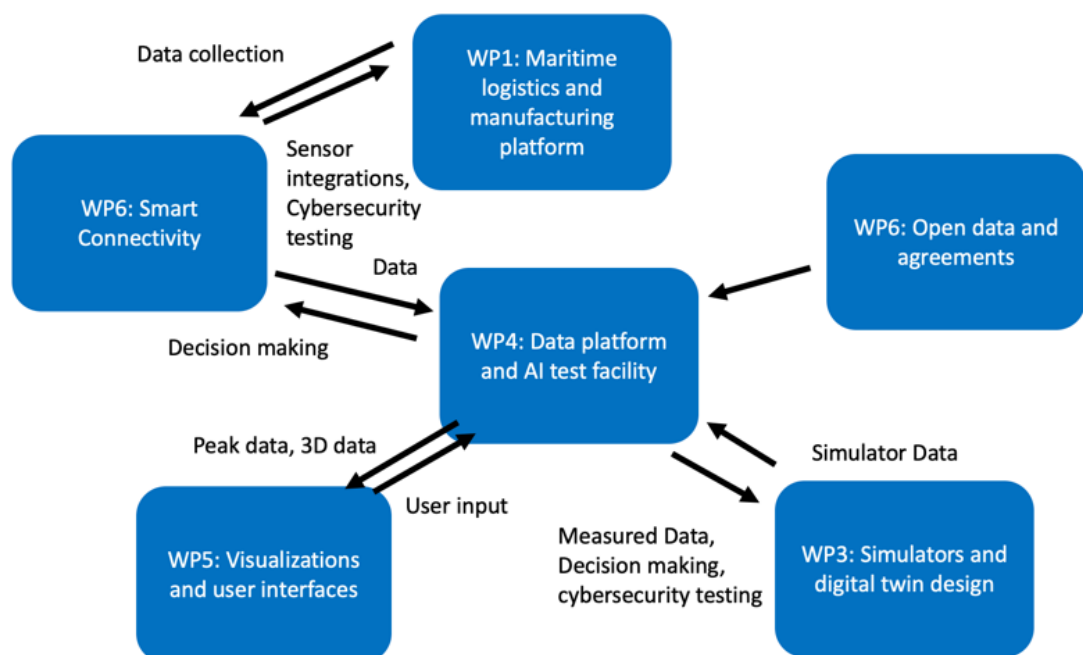 Data collection
WP1: Maritime
logistics and
manufacturing
platform
Sensor
integrations,
Cybersecurity
testing
WP6: Smart
Connectivity
WP6: Open data and
agreements
Data
Decision making
WP4: Data platform
and AI test facility
Peak data, 3D data
User input
Simulator Data
Measured Data,
Decision making,
cybersecurity testing
WP5: Visualizations
and user interfaces
WP3: Simulators and
digital twin design